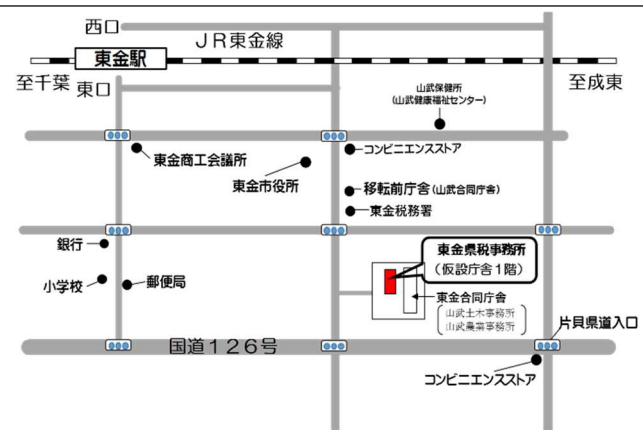 西口
ＪＲ東金線
東金駅
至千葉
東口
至成東
山武保健所
(山武健康福祉センター)
コンビニエンスストア
東金商工会議所
東金市役所
移転前庁舎(山武合同庁舎)
東金税務署
銀行
東金県税事務所
(仮設庁舎１階)
小学校
郵便局
東金合同庁舎
山武土木事務所
山武農業事務所
片貝県道入口
国道１２６号
コンビニエンスストア